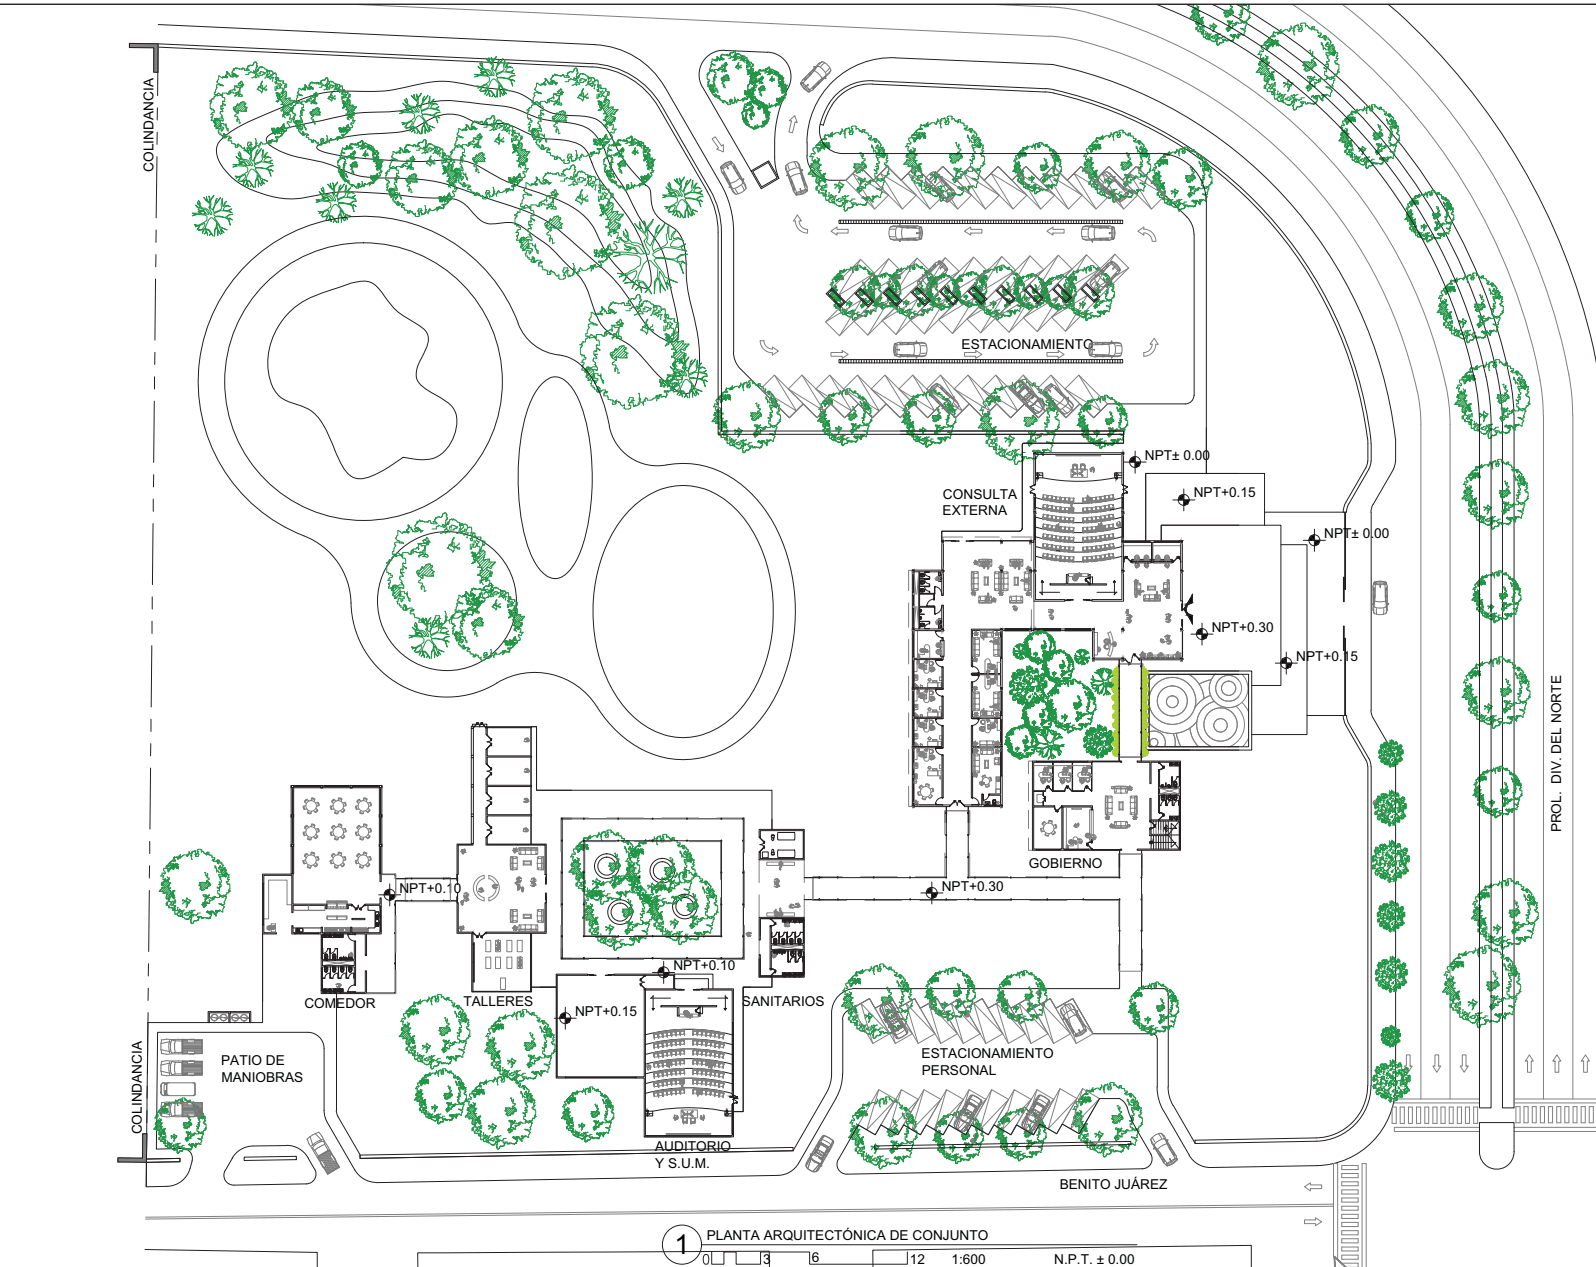 COLINDANCIA
ESTACIONAMIENTO
NPT± 0.00
CONSULTA
EXTERNA
NPT+0.15
NPT± 0.00
NPT+0.30
NPT+0.15
PROL. DIV. DEL NORTE
GOBIERNO
NPT+0.10
NPT+0.30
NPT+0.10
COMEDOR
TALLERES
SANITARIOS
NPT+0.15
COLINDANCIA
PATIO DE
MANIOBRAS
ESTACIONAMIENTO
PERSONAL
AUDITORIO
Y S.U.M.
BENITO JUÁREZ
1
PLANTA ARQUITECTÓNICA DE CONJUNTO
0 3 6 12 1:600 N.P.T. ± 0.00